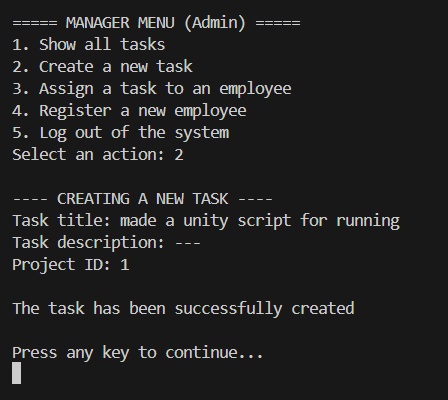 ===== MANAGER MENU (Admin) =====
1. Show all tasks
2. Create a new task
3. Assign a task to an employee
4. Register a new employee
5. Log out of the system
Select an action: 2
---- CREATING A NEW TASK ----
Task title: made a unity script for running
Task description: ---
Project ID: 1
The task has been successfully created
Press any key to continue...